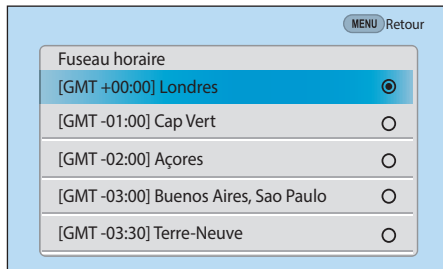 MENU Retour
Fuseau horaire
[GMT +00:00] Londres
[GMT -01:00] Cap Vert
[GMT -02:00] Açores
[GMT -03:00] Buenos Aires, Sao Paulo
[GMT -03:30] Terre-Neuve